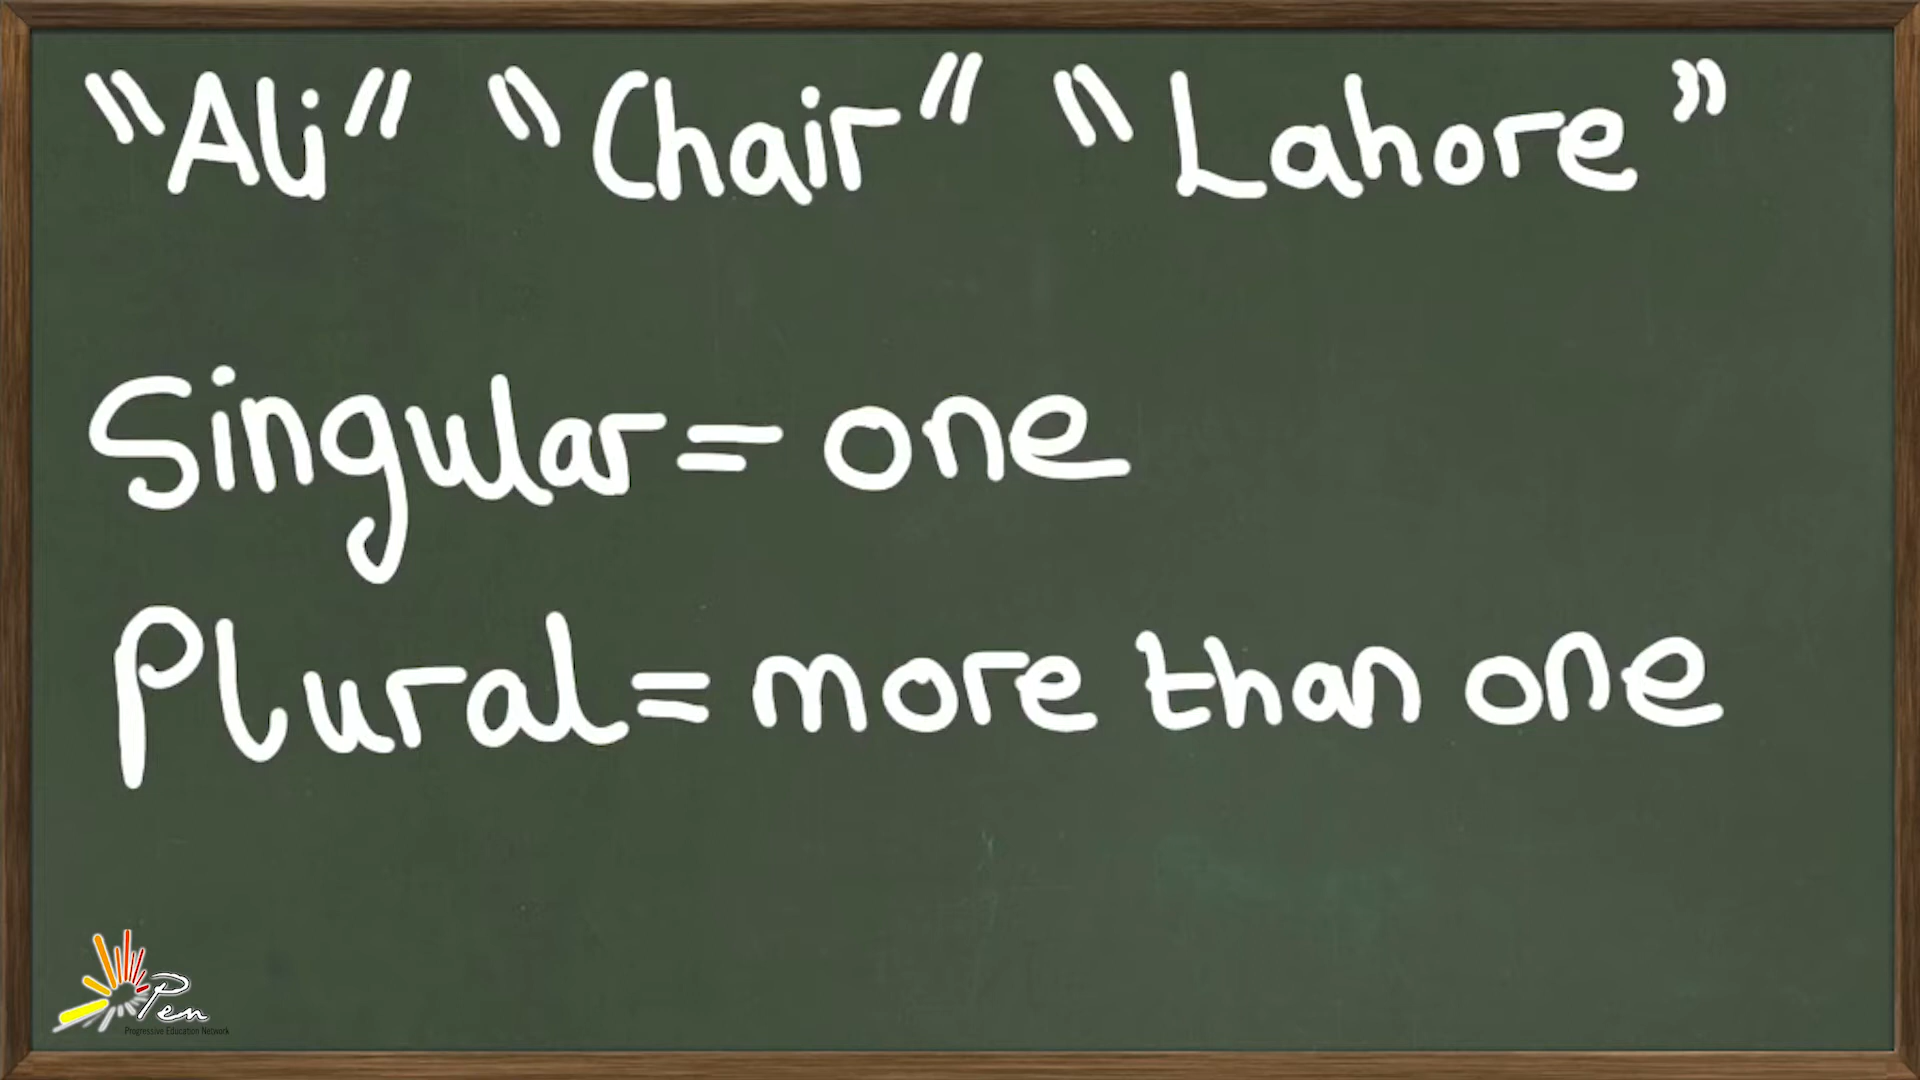 "Ali" "Chair" "Lahore"
Singular = one
Plural = more than one
Pen
Progressive Education Network